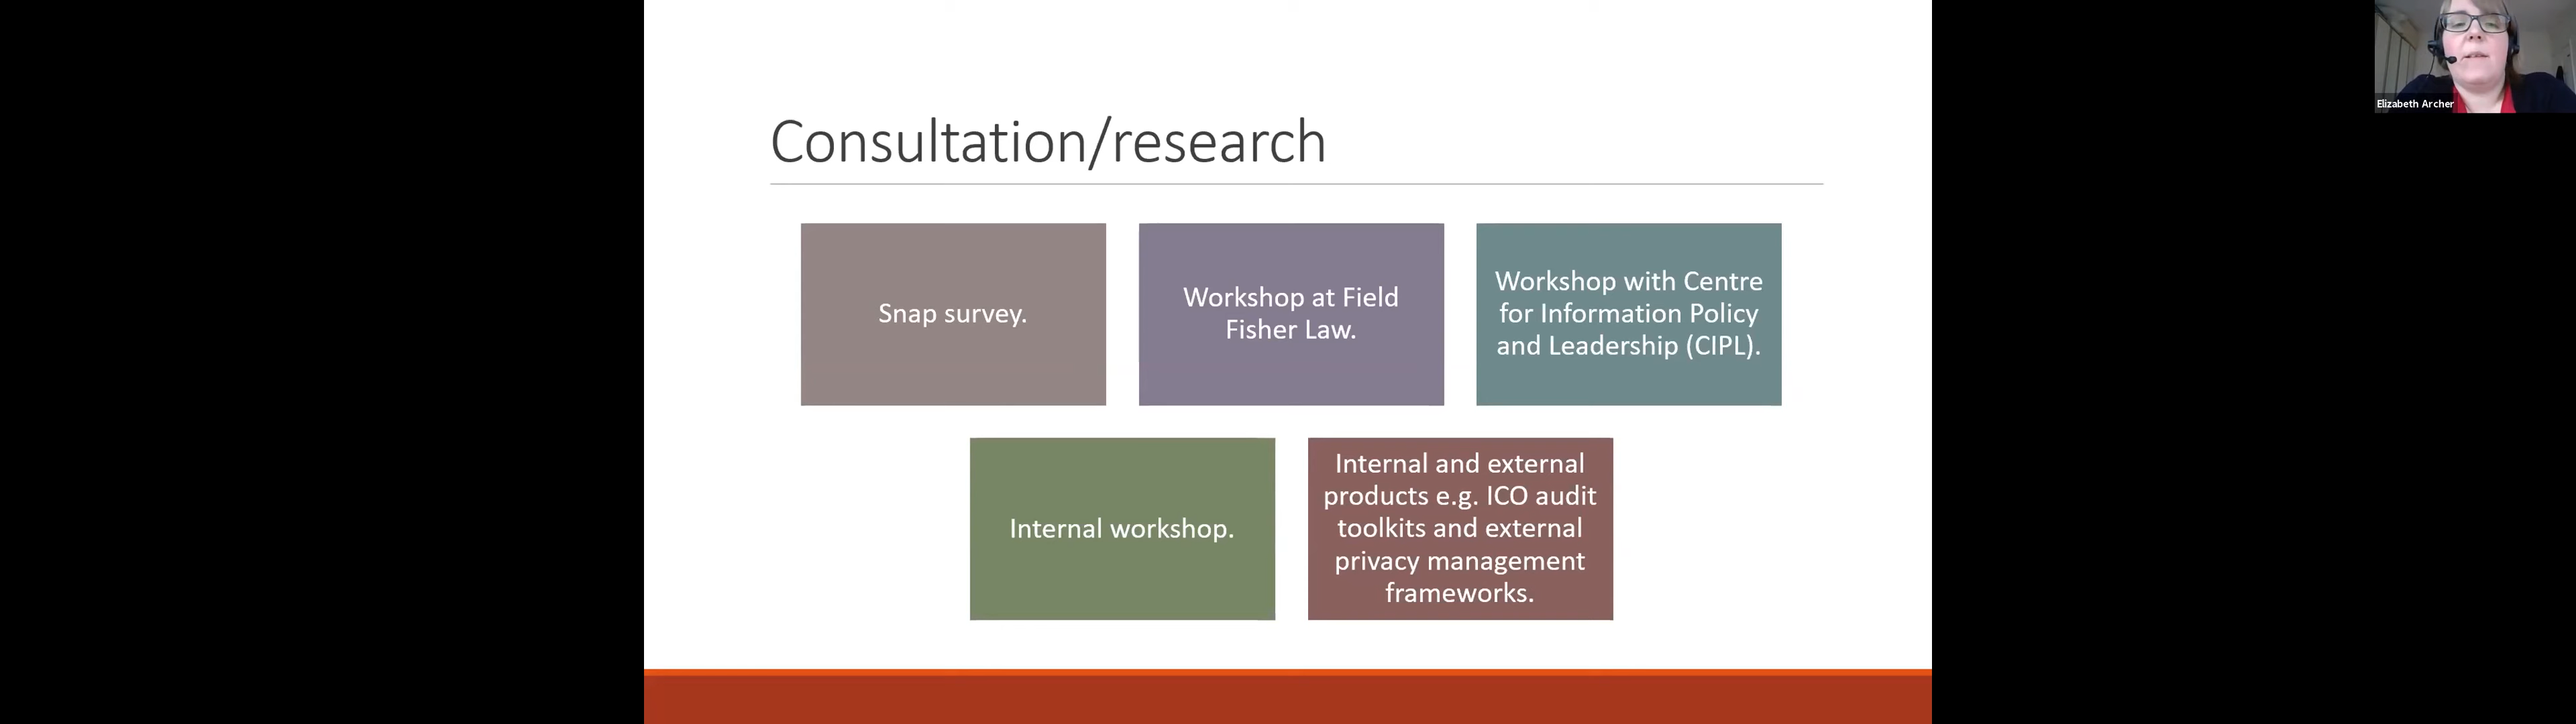 Consultation/research
Snap survey.
Workshop at Field
Fisher Law.
Workshop with Centre
for Information Policy
and Leadership (CIPL).
Internal workshop.
Internal and external
products e.g. ICO audit
toolkits and external
privacy management
frameworks.
Elizabeth Archer